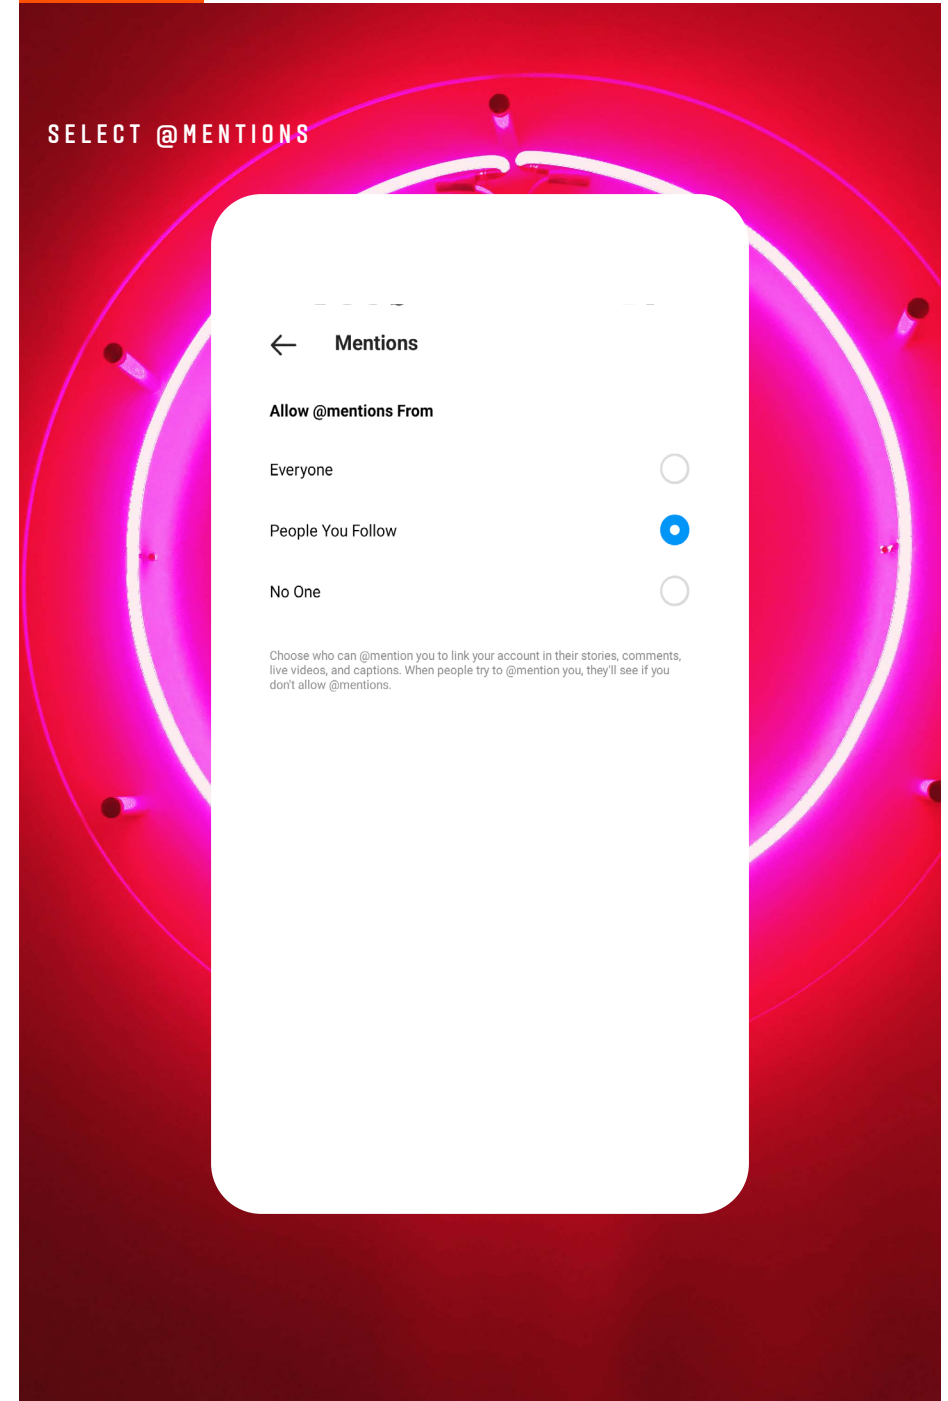 SELECT @MENTIONS
Mentions
Allow @mentions From
Everyone
People You Follow
No One
Choose who can @mention you to link your account in their stories, comments,
live videos, and captions. When people try to @mention you, they'll see if you
don't allow @mentions.